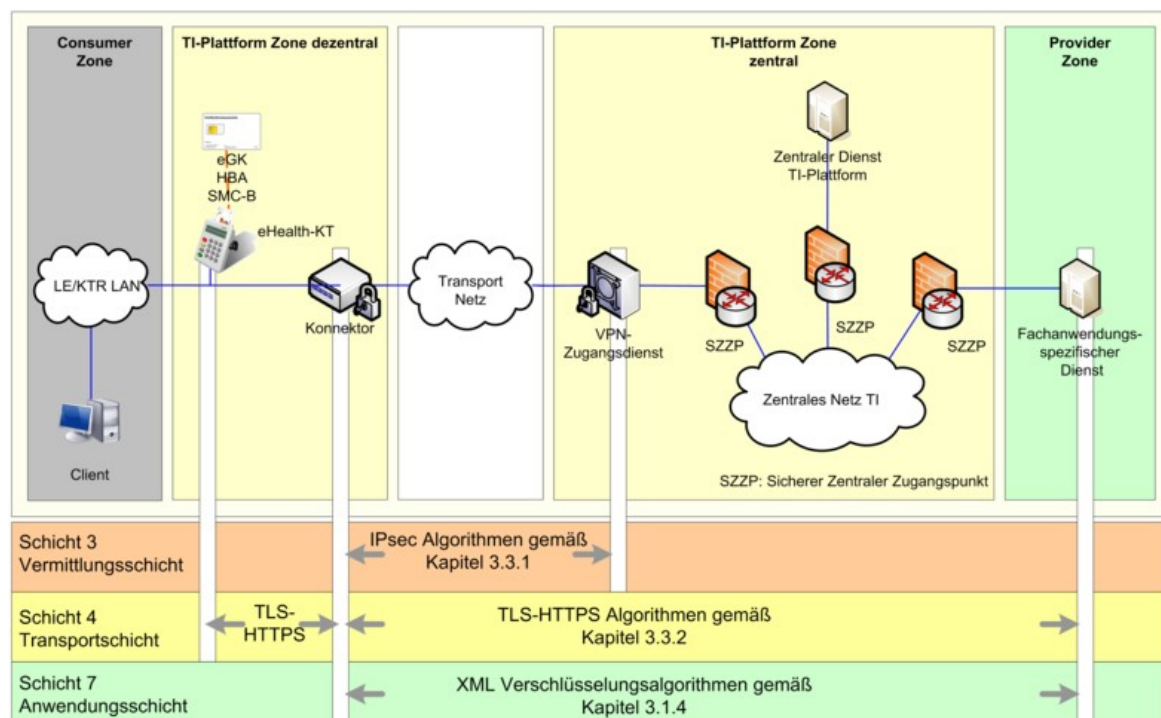 Consumer
Zone
TI-Plattform Zone dezentral
TI-Plattform Zone
zentral
Provider
Zone
eGK
HBA
SMC-B
eHealth-KT
LE/KTR LAN
Konnektor
Client
Transport
Netz
VPN-
Zugangsdienst
Zentraler Dienst
TI-Plattform
SZZP
SZZP
SZZP
Zentrales Netz TI
SZZP: Sicherer Zentraler Zugangspunkt
Fachanwendungs-
spezifischer
Dienst
Schicht 3
Vermittlungsschicht
IPsec Algorithmen gemäß
Kapitel 3.3.1
Schicht 4
Transportschicht
TLS-
HTTPS
TLS-HTTPS Algorithmen gemäß
Kapitel 3.3.2
Schicht 7
Anwendungsschicht
XML Verschlüsselungsalgorithmen gemäß
Kapitel 3.1.4